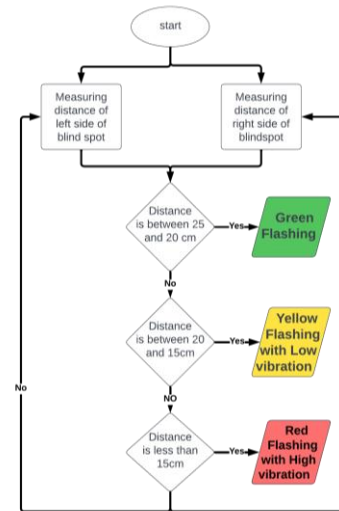 start
Measuring
distance of
left side of
blind spot
Measuring
distance of
right side of
blindspot
Distance
is between 25
and 20 cm
Yes
Green
Flashing
No
Distance
is between 20
and 15cm
Yes
Yellow
Flashing
with Low
vibration
NO
No
Distance
is less than
15cm
Yes
Red
Flashing
with High
vibration